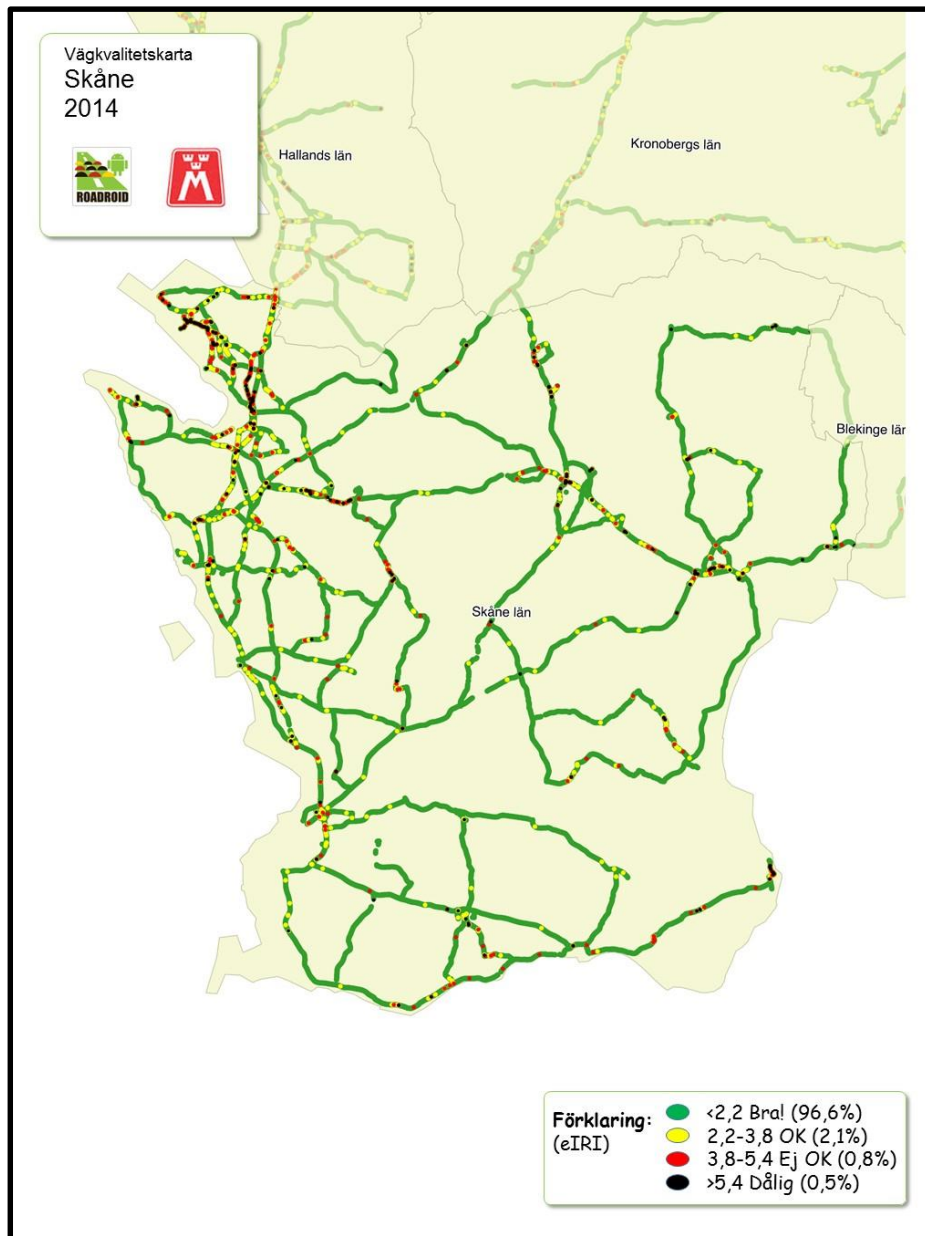 Vägkvalitetskarta
Skåne
2014
ROADROID
M
Hallands län
Kronobergs län
Blekinge län
Skåne län
Förklaring:
(eIRI)
<2,2 Bra! (96,6%)
2,2-3,8 OK (2,1%)
3,8-5,4 Ej OK (0,8%)
>5,4 Dålig (0,5%)